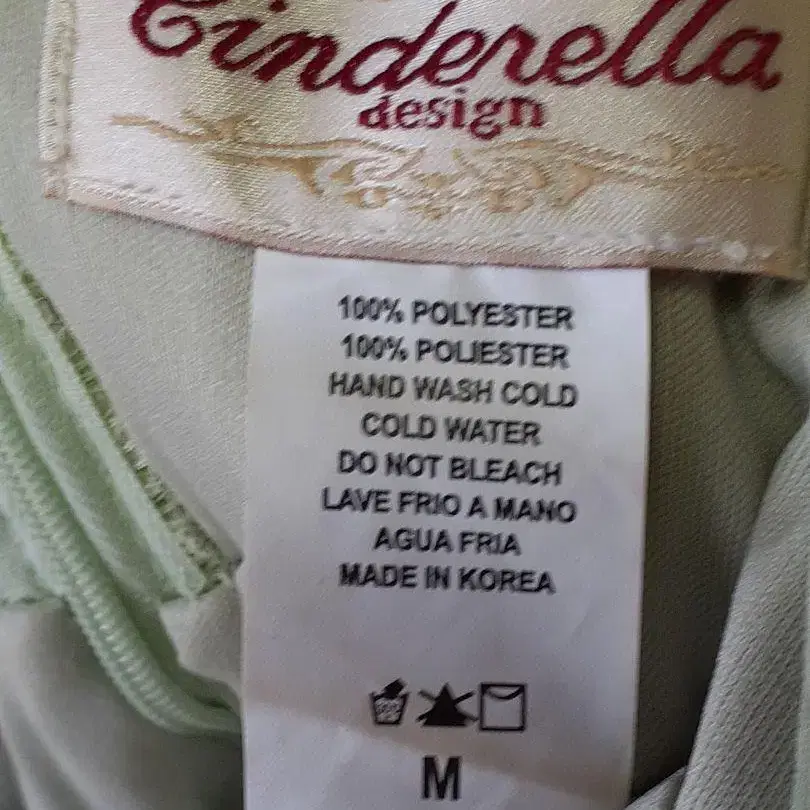 Cinderella
design
100% POLYESTER
100% POLIESTER
HAND WASH COLD
COLD WATER
DO NOT BLEACH
LAVE FRIO A MANO
AGUA FRIA
MADE IN KOREA
M